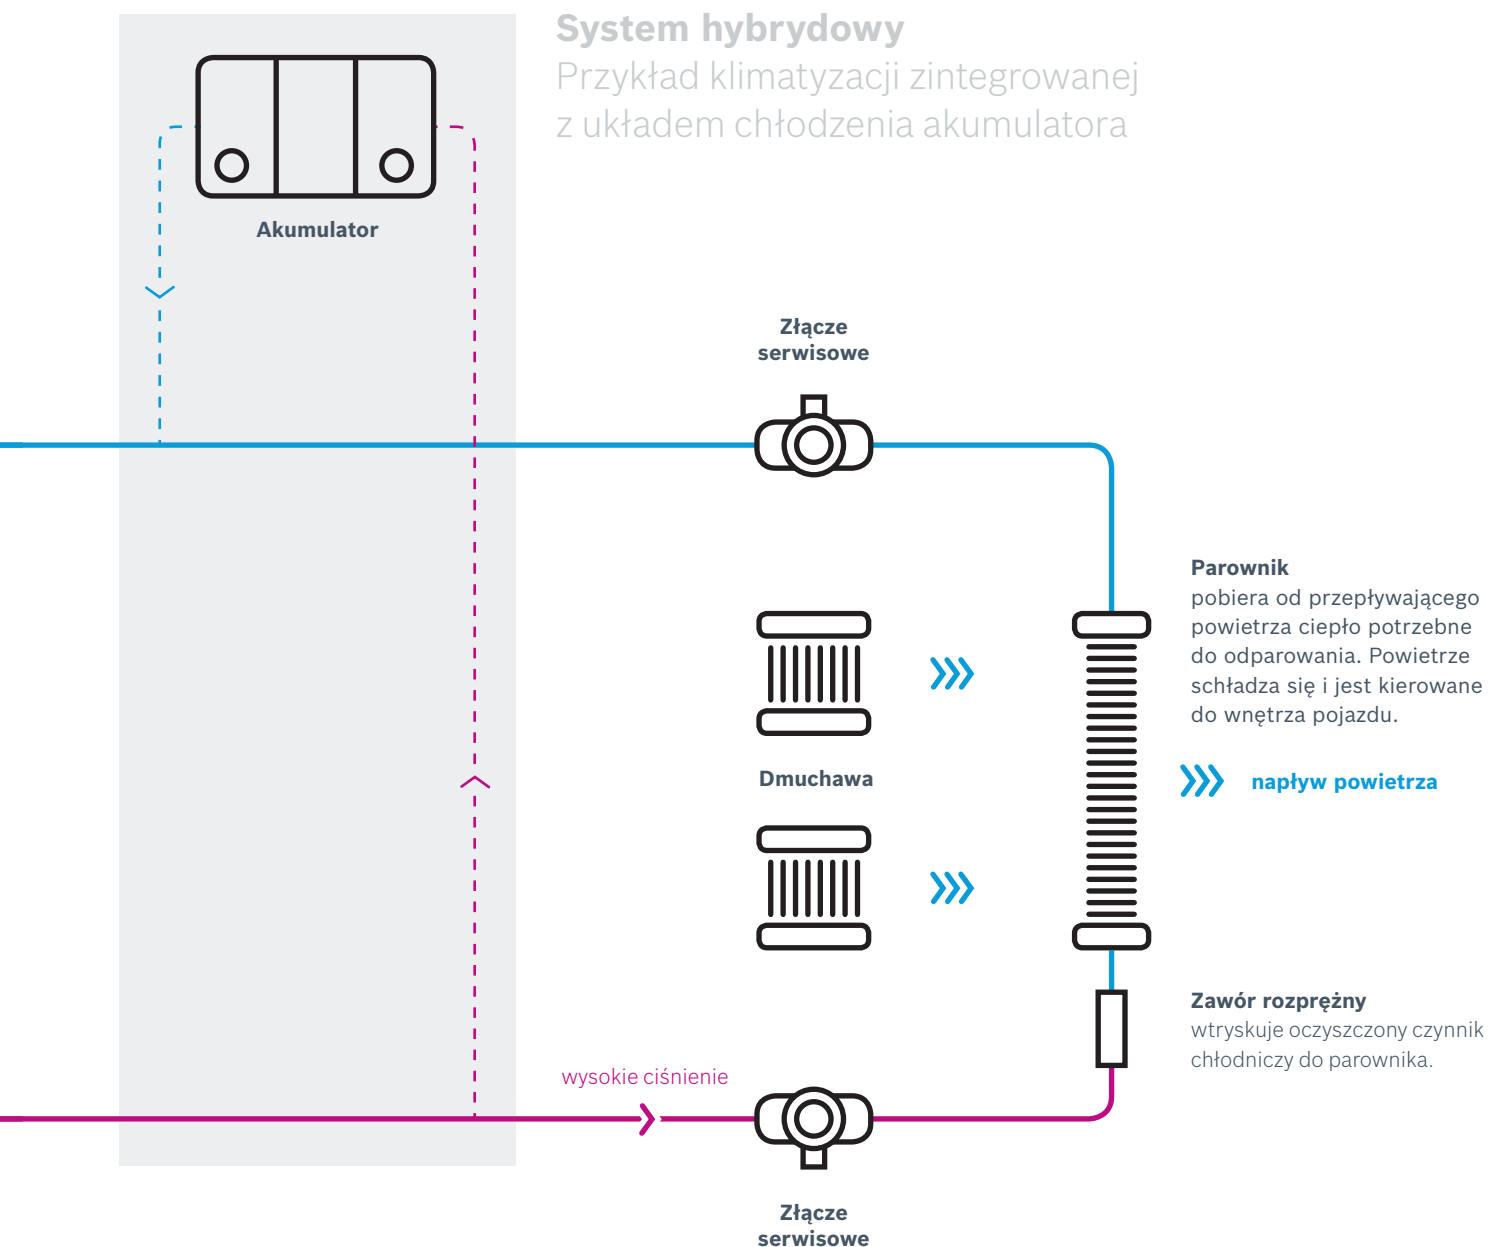 System hybrydowy
Przykład klimatyzacji zintegrowanej
z układem chłodzenia akumulatora
Akumulator
Złącze
serwisowe
Parownik
pobiera od przepływającego
powietrza ciepło potrzebne
do odparowania. Powietrze
schładza się i jest kierowane
do wnętrza pojazdu.
Dmuchawa
napływ powietrza
Zawór rozprężny
wtryskuje oczyszczony czynnik
chłodniczy do parownika.
wysokie ciśnienie
Złącze
serwisowe